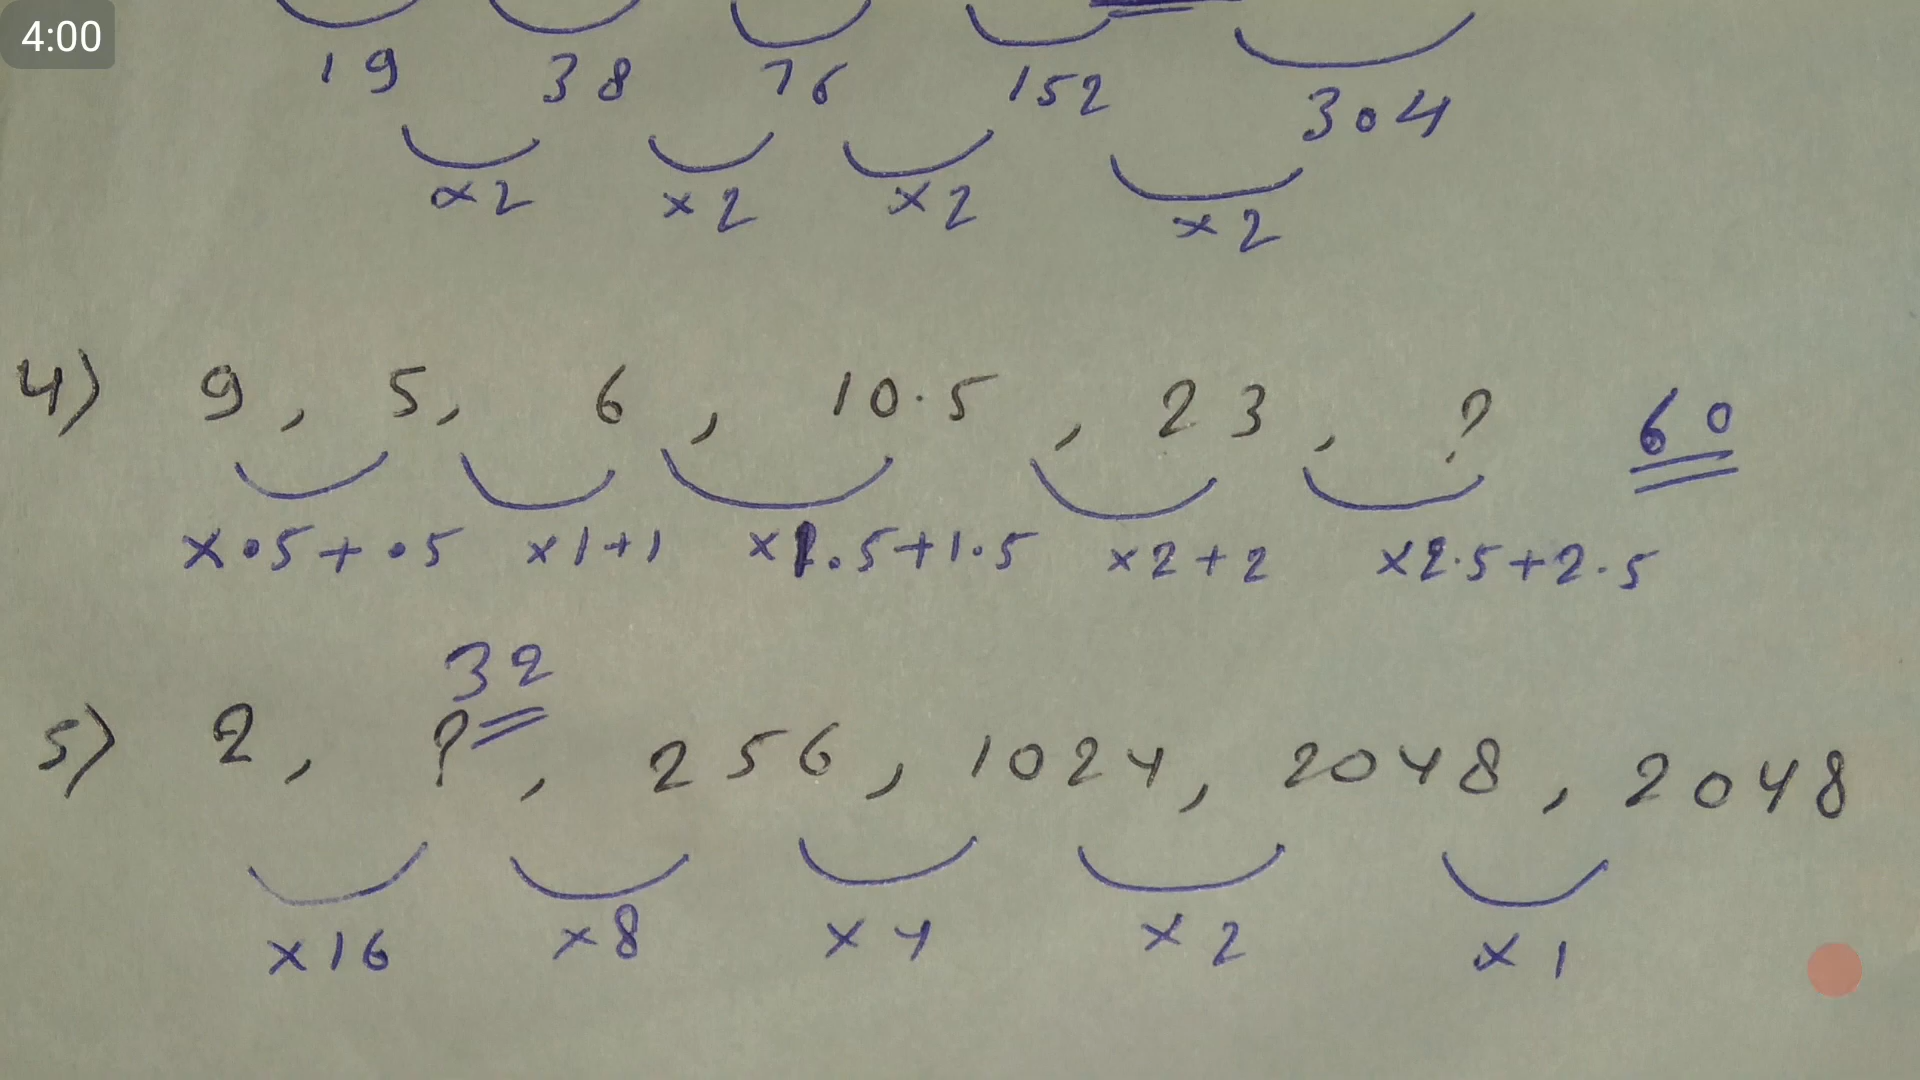 4:00
19 38 76 152 304
×2 ×2 ×2 ×2
4) 9, 5, 6, 10.5, 23, ? 60
×.5+.5 ×1+1 ×1.5+1.5 ×2+2 ×2.5+2.5
32
5) 2, ?, 256, 1024, 2048, 2048
×16 ×8 ×4 ×2 ×1